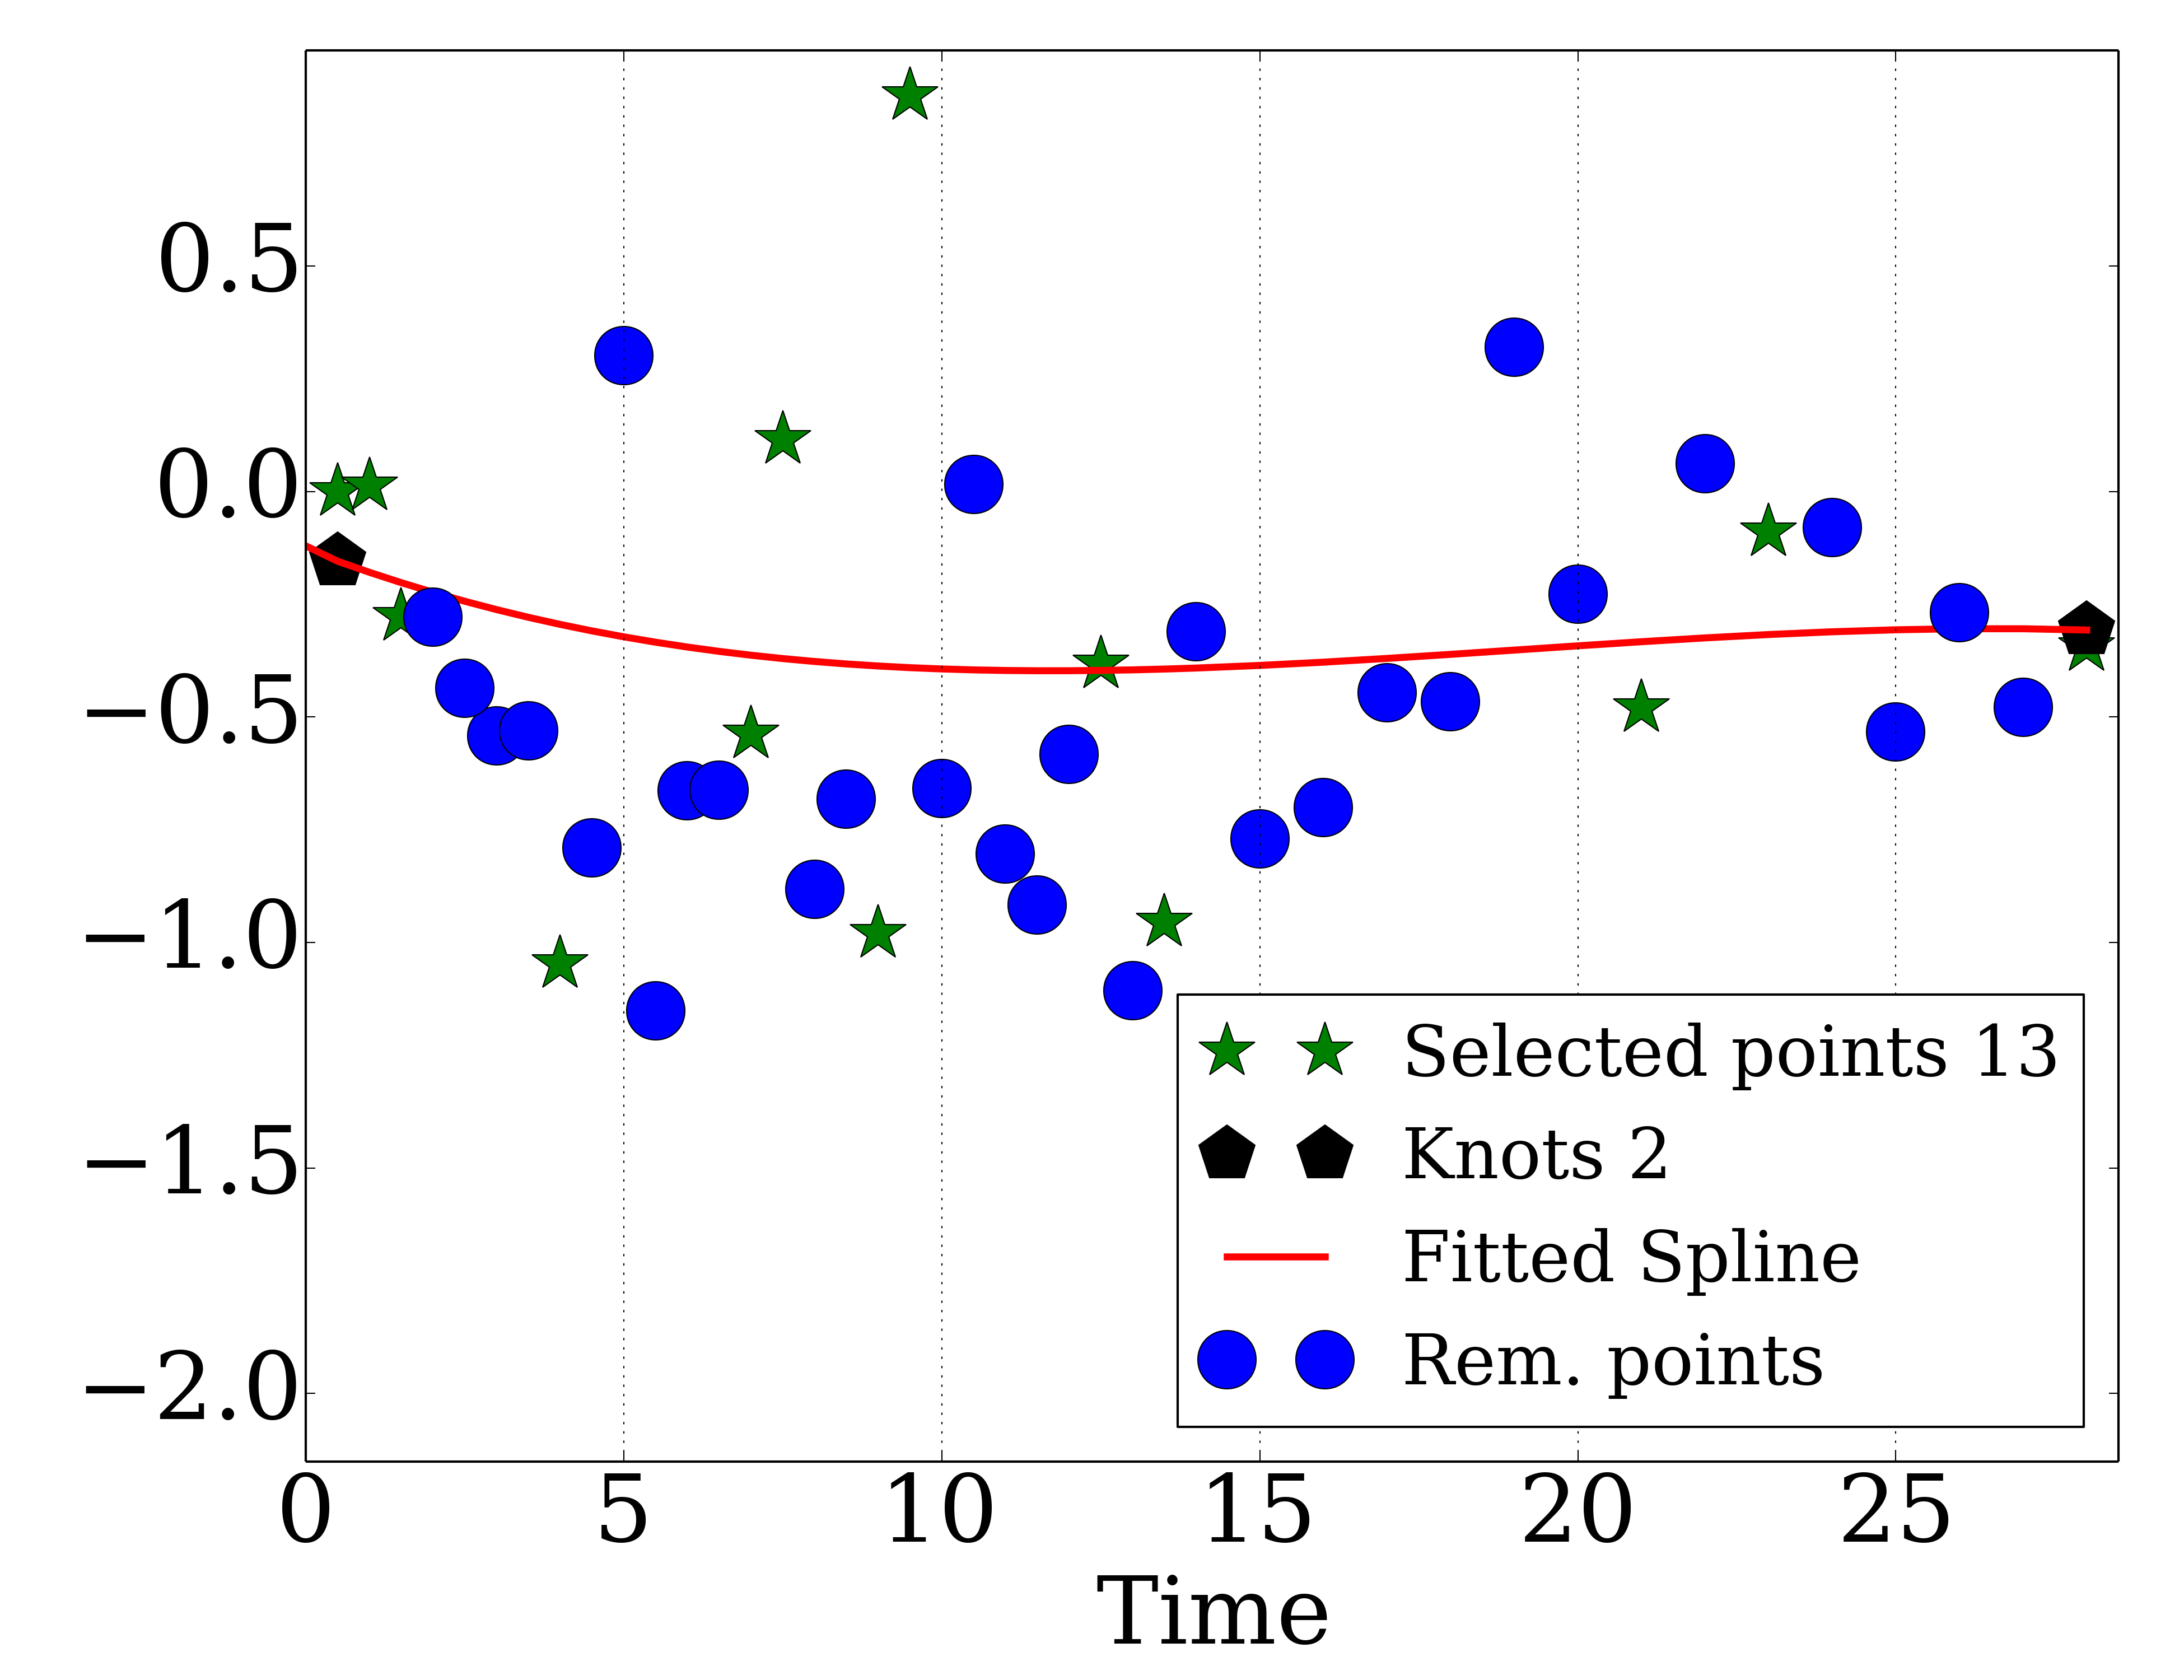 0.5
0.0
−0.5
−1.0
−1.5
−2.0
Selected points 13
Knots 2
Fitted Spline
Rem. points
0 5 10 15 20 25
Time